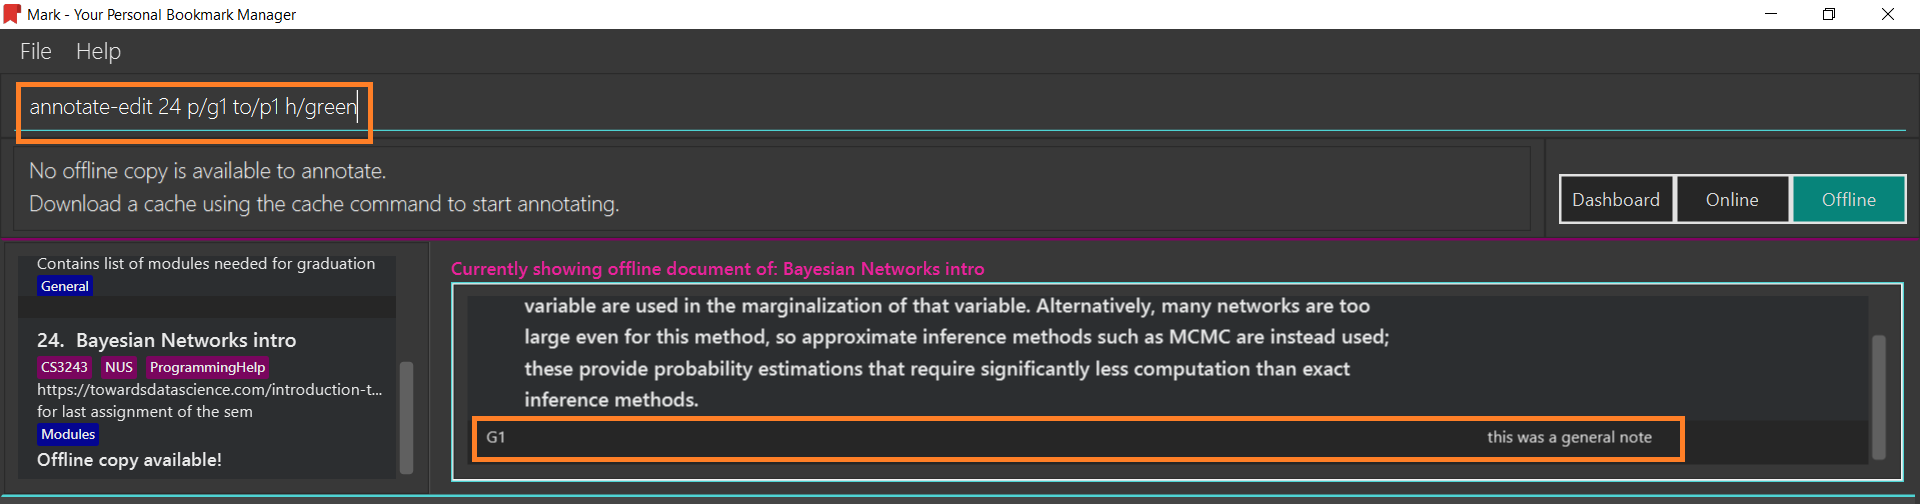 Mark - Your Personal Bookmark Manager
File Help
annotate-edit 24 p/g1 to/p1 h/green
No offline copy is available to annotate.
Download a cache using the cache command to start annotating.
Dashboard Online Offline
Contains list of modules needed for graduation
General
24. Bayesian Networks intro
CS3243 NUS ProgrammingHelp
https://towardsdatascience.com/introduction-t...
for last assignment of the sem
Modules
Offline copy available!
Currently showing offline document of: Bayesian Networks intro
variable are used in the marginalization of that variable. Alternatively, many networks are too
large even for this method, so approximate inference methods such as MCMC are instead used;
these provide probability estimations that require significantly less computation than exact
inference methods.
G1 this was a general note